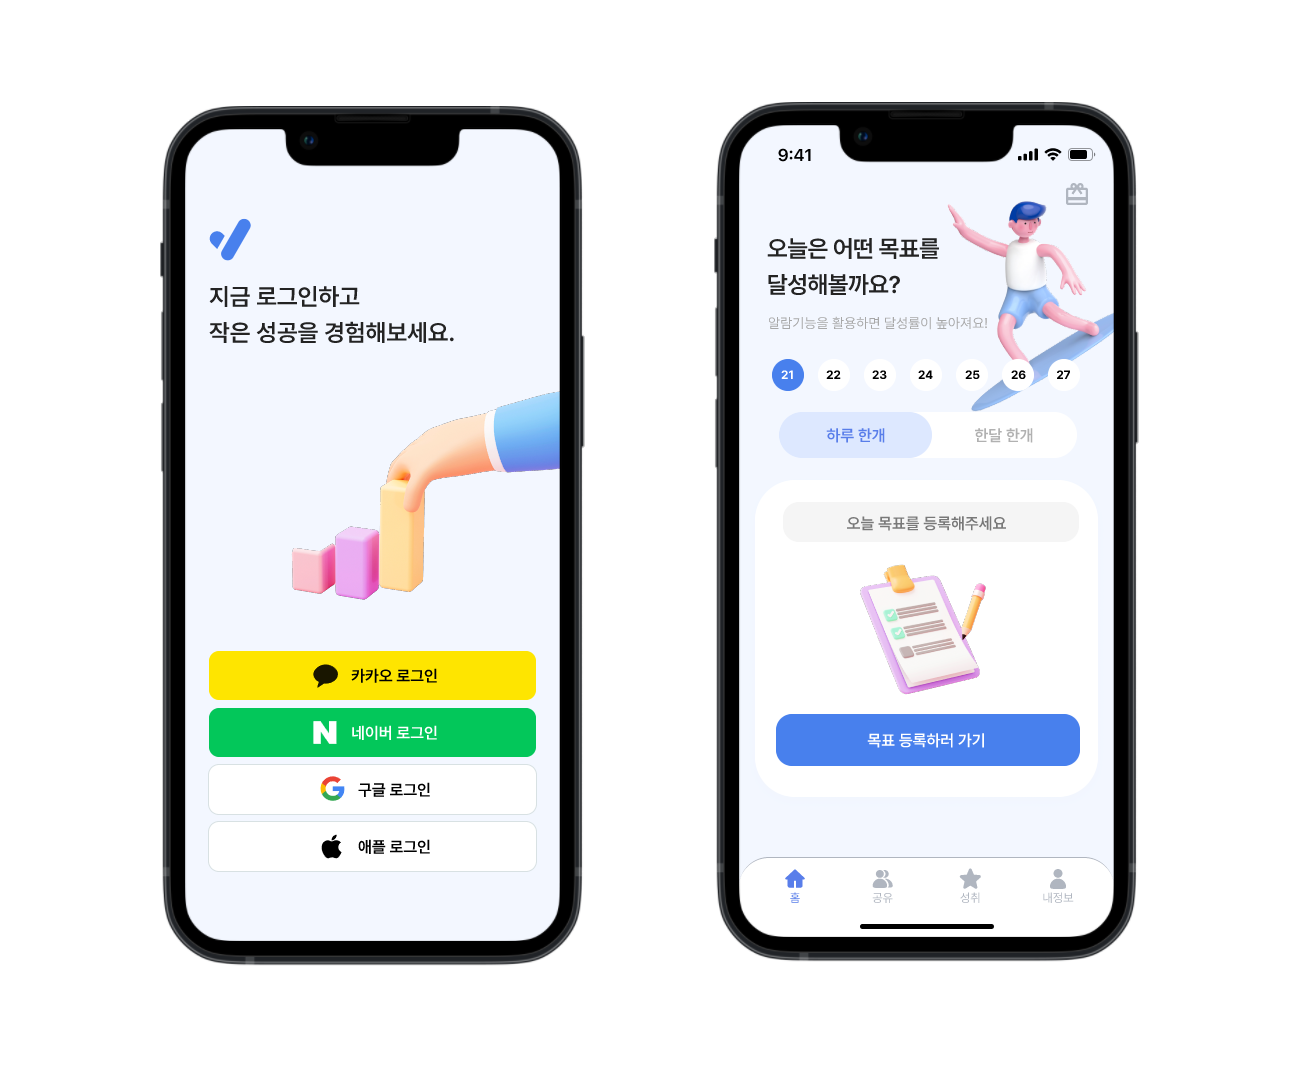 지금 로그인하고
작은 성공을 경험해보세요.
카카오 로그인
N 네이버 로그인
G 구글 로그인
애플 로그인
9:41
오늘은 어떤 목표를
달성해볼까요?
알람기능을 활용하면 달성률이 높아져요!
21 22 23 24 25 26 27
하루 한개 한달 한개
오늘 목표를 등록해주세요
목표 등록하러 가기
홈 공유 성취 내정보